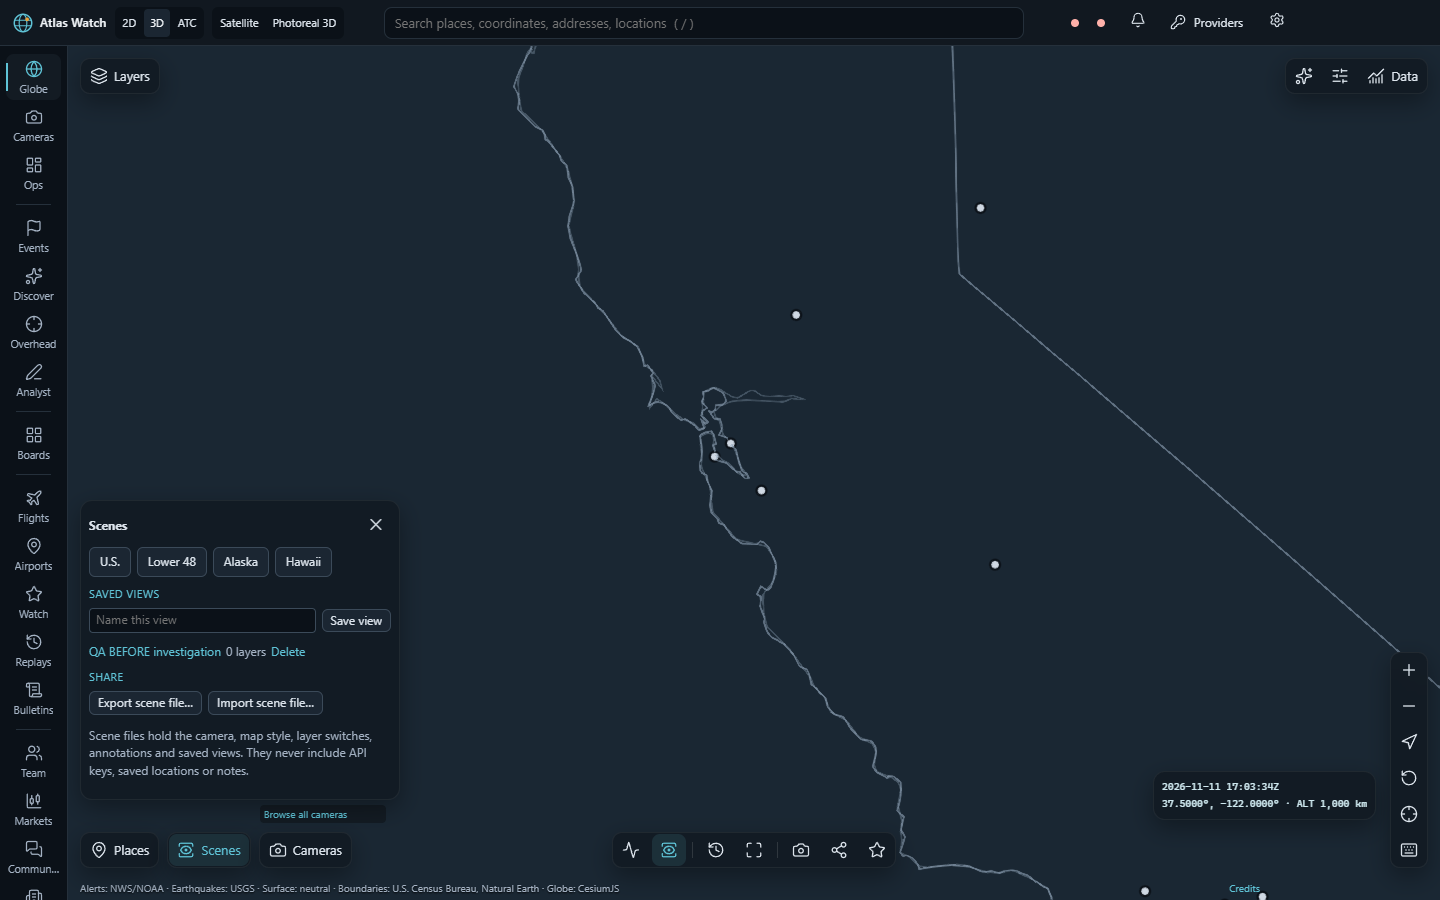 Atlas Watch
2D 3D ATC
Satellite Photoreal 3D
Search places, coordinates, addresses, locations ( / )
Providers
Globe
Cameras
Ops
Events
Discover
Overhead
Analyst
Boards
Flights
Airports
Watch
Replays
Bulletins
Team
Markets
Commun...
Layers
Data
Scenes
U.S. Lower 48 Alaska Hawaii
SAVED VIEWS
Name this view Save view
QA BEFORE investigation 0 layers Delete
SHARE
Export scene file... Import scene file...
Scene files hold the camera, map style, layer switches,
annotations and saved views. They never include API
keys, saved locations or notes.
Browse all cameras
Places Scenes Cameras
2026-11-11 17:03:34Z
37.5000°, -122.0000° · ALT 1,000 km
Alerts: NWS/NOAA · Earthquakes: USGS · Surface: neutral · Boundaries: U.S. Census Bureau, Natural Earth · Globe: CesiumJS
Credits